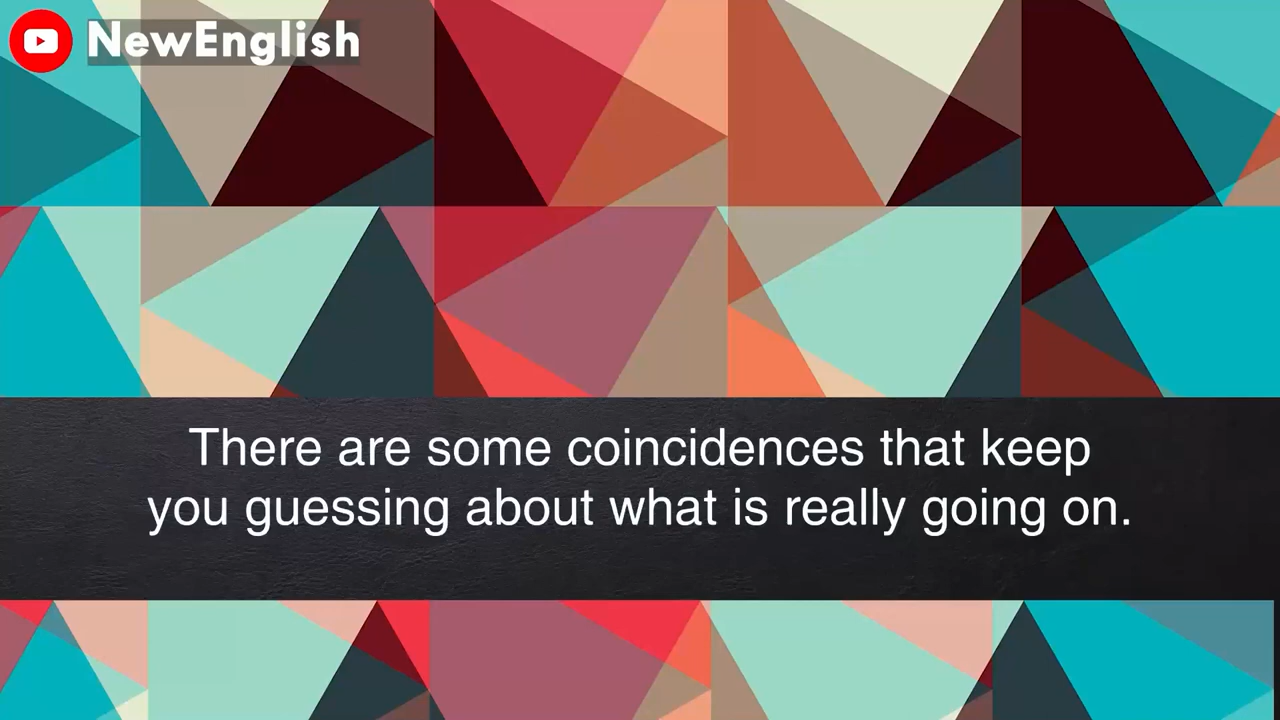 NewEnglish
There are some coincidences that keep
you guessing about what is really going on.